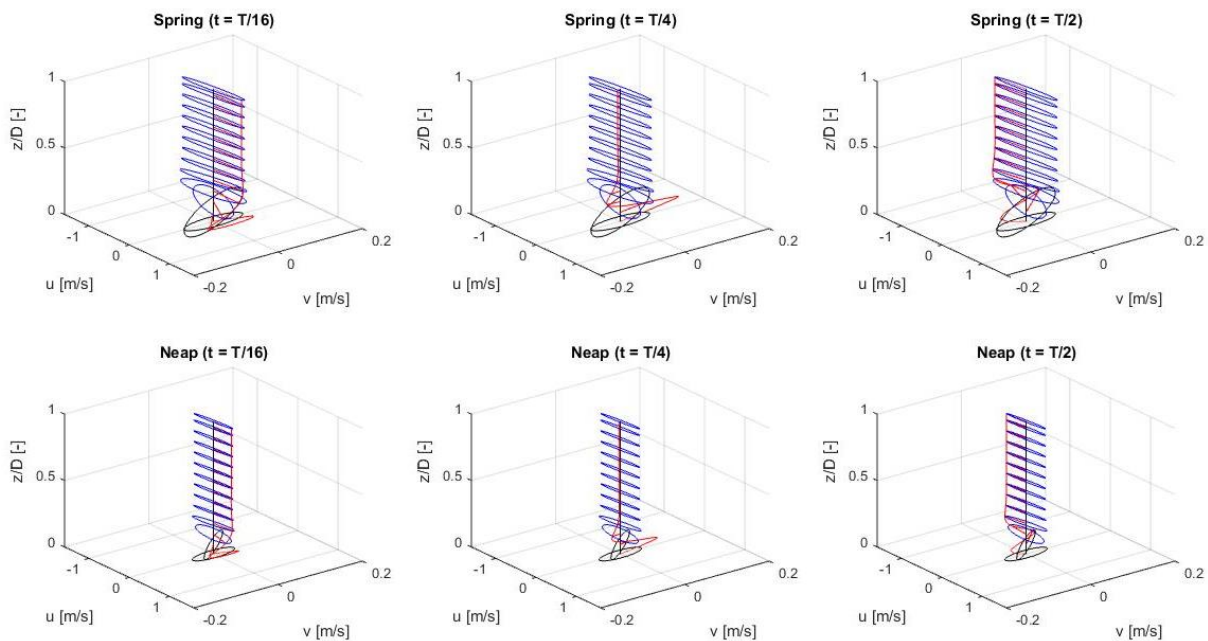 Spring (t = T/16)
Spring (t = T/4)
Spring (t = T/2)
1
0.5
0
z/D [-]
-1
0
1
u [m/s]
-0.2
0
0.2
v [m/s]
1
0.5
0
z/D [-]
-1
0
1
u [m/s]
-0.2
0
0.2
v [m/s]
1
0.5
0
z/D [-]
-1
0
1
u [m/s]
-0.2
0
0.2
v [m/s]
Neap (t = T/16)
Neap (t = T/4)
Neap (t = T/2)
1
0.5
0
z/D [-]
-1
0
1
u [m/s]
-0.2
0
0.2
v [m/s]
1
0.5
0
z/D [-]
-1
0
1
u [m/s]
-0.2
0
0.2
v [m/s]
1
0.5
0
z/D [-]
-1
0
1
u [m/s]
-0.2
0
0.2
v [m/s]